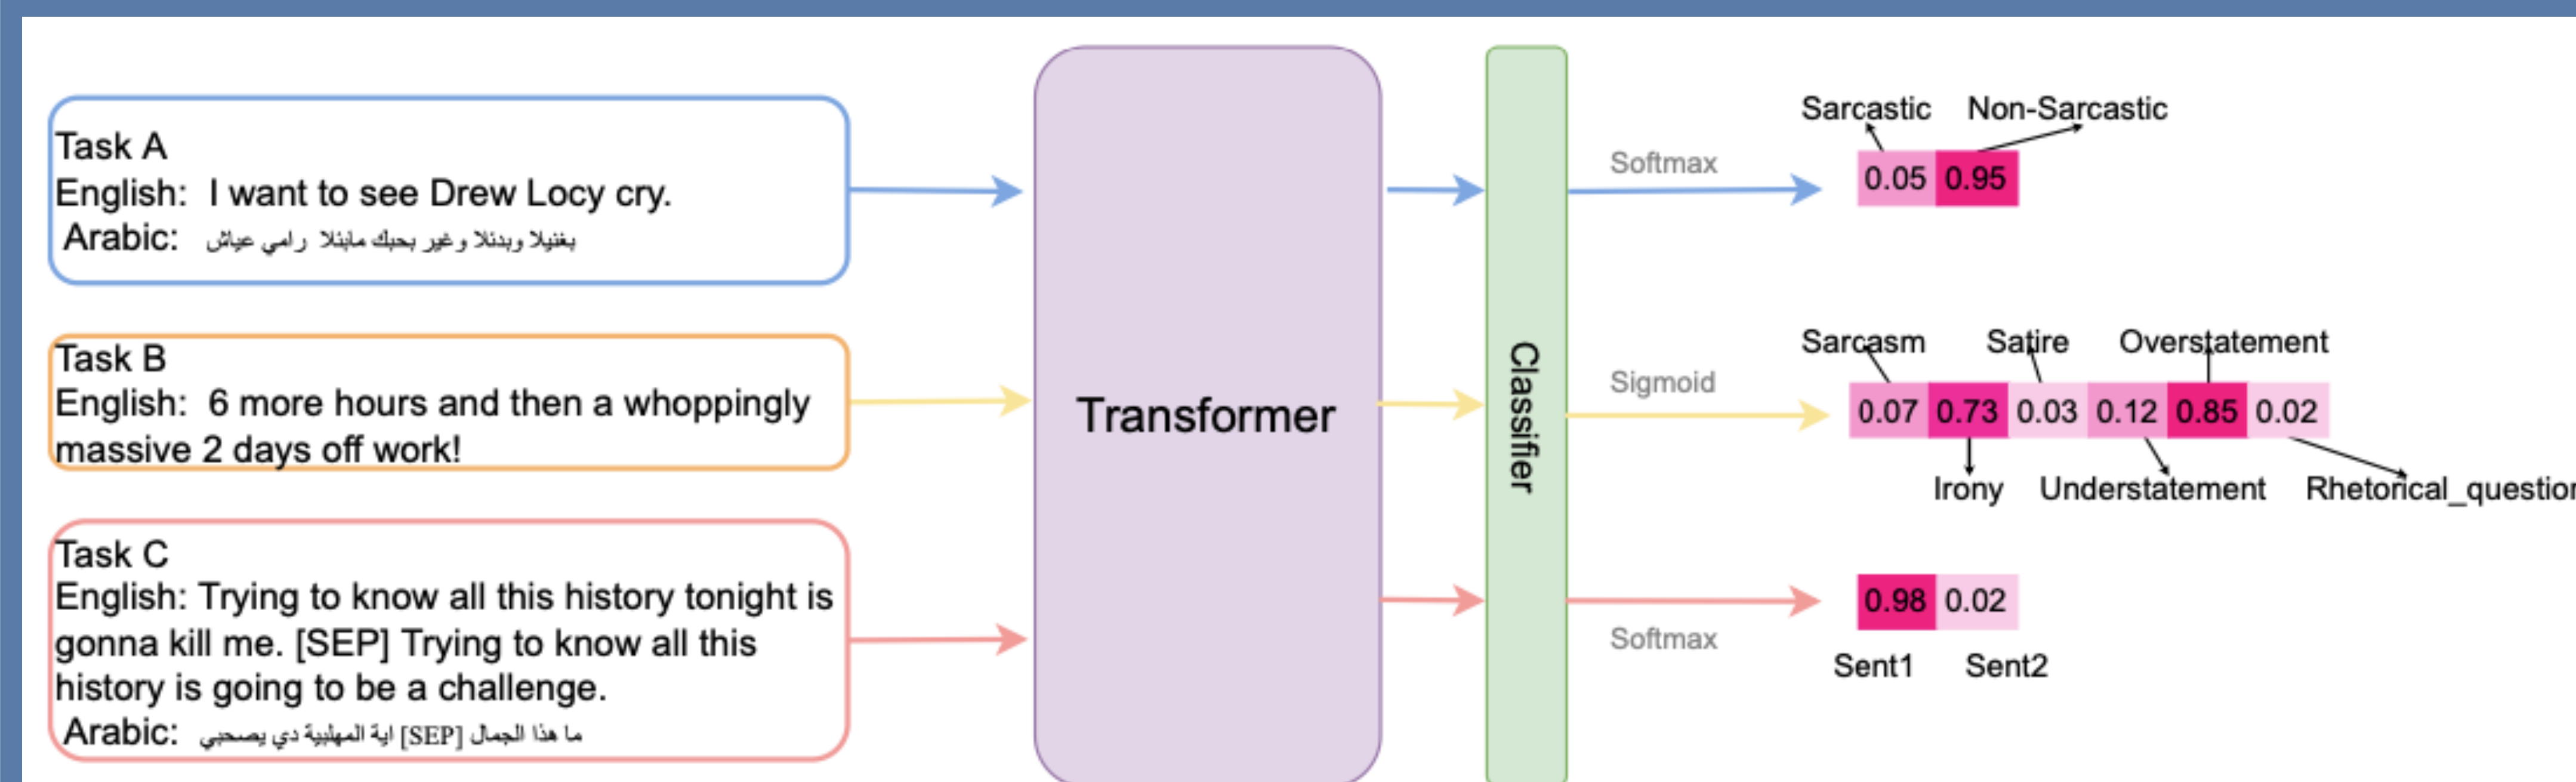 Task A
English: I want to see Drew Locy cry.
Arabic: بغنيلا وبدئلا وغير بحبك مابئلا رامي عياش
Task B
English: 6 more hours and then a whoppingly
massive 2 days off work!
Task C
English: Trying to know all this history tonight is
gonna kill me. [SEP] Trying to know all this
history is going to be a challenge.
Arabic: ما هذا الجمال [SEP] اية المهلبية دي يصحبي
Transformer
Classifier
Softmax
Sarcastic Non-Sarcastic
0.05 0.95
Sigmoid
Sarcasm Satire Overstatement
0.07 0.73 0.03 0.12 0.85 0.02
Irony Understatement Rhetorical_question
Softmax
0.98 0.02
Sent1 Sent2